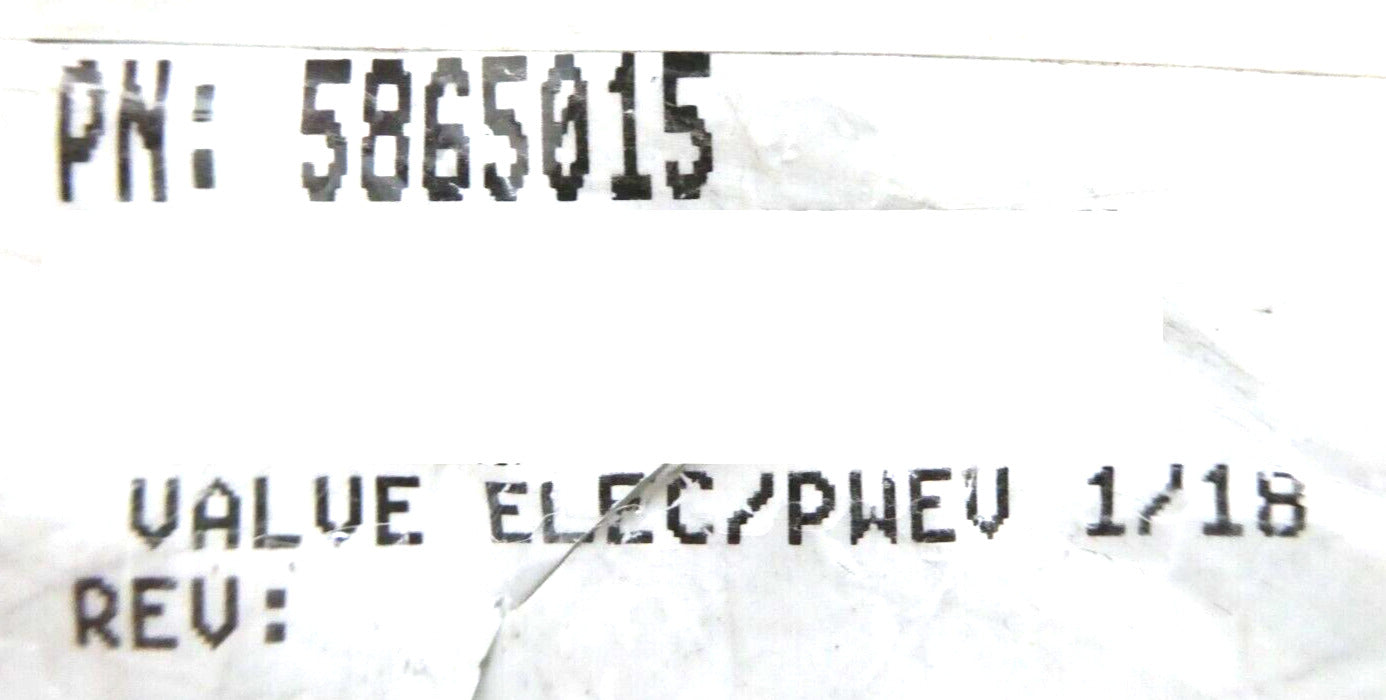 PN: 5865015
VALVE ELEC/PWEV 1/18
REV: